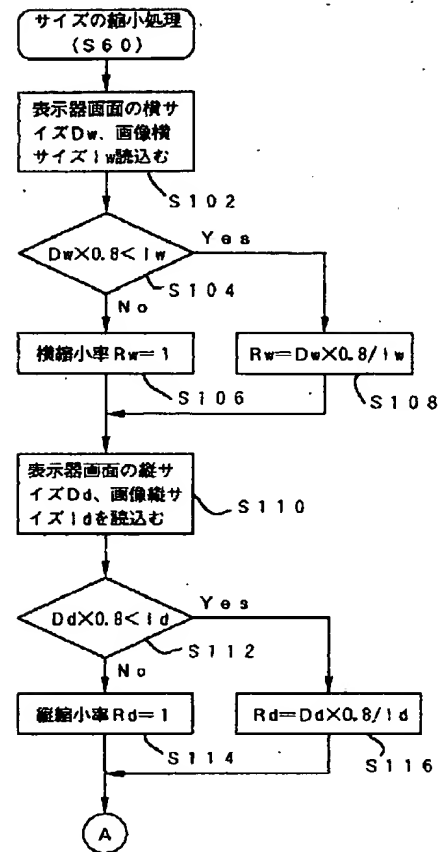 サイズの縮小処理
(S60)
表示器画面の横サ
イズDw、画像横
サイズIw読込む
S102
Dw×0.8<Iw
Yes
S104
No
横縮小率Rw=1
Rw=Dw×0.8/Iw
S106
S108
表示器画面の縦サ
イズDd、画像縦サ
イズIdを読込む
S110
Dd×0.8<Id
Yes
S112
No
縦縮小率Rd=1
Rd=Dd×0.8/Id
S114
S116
A